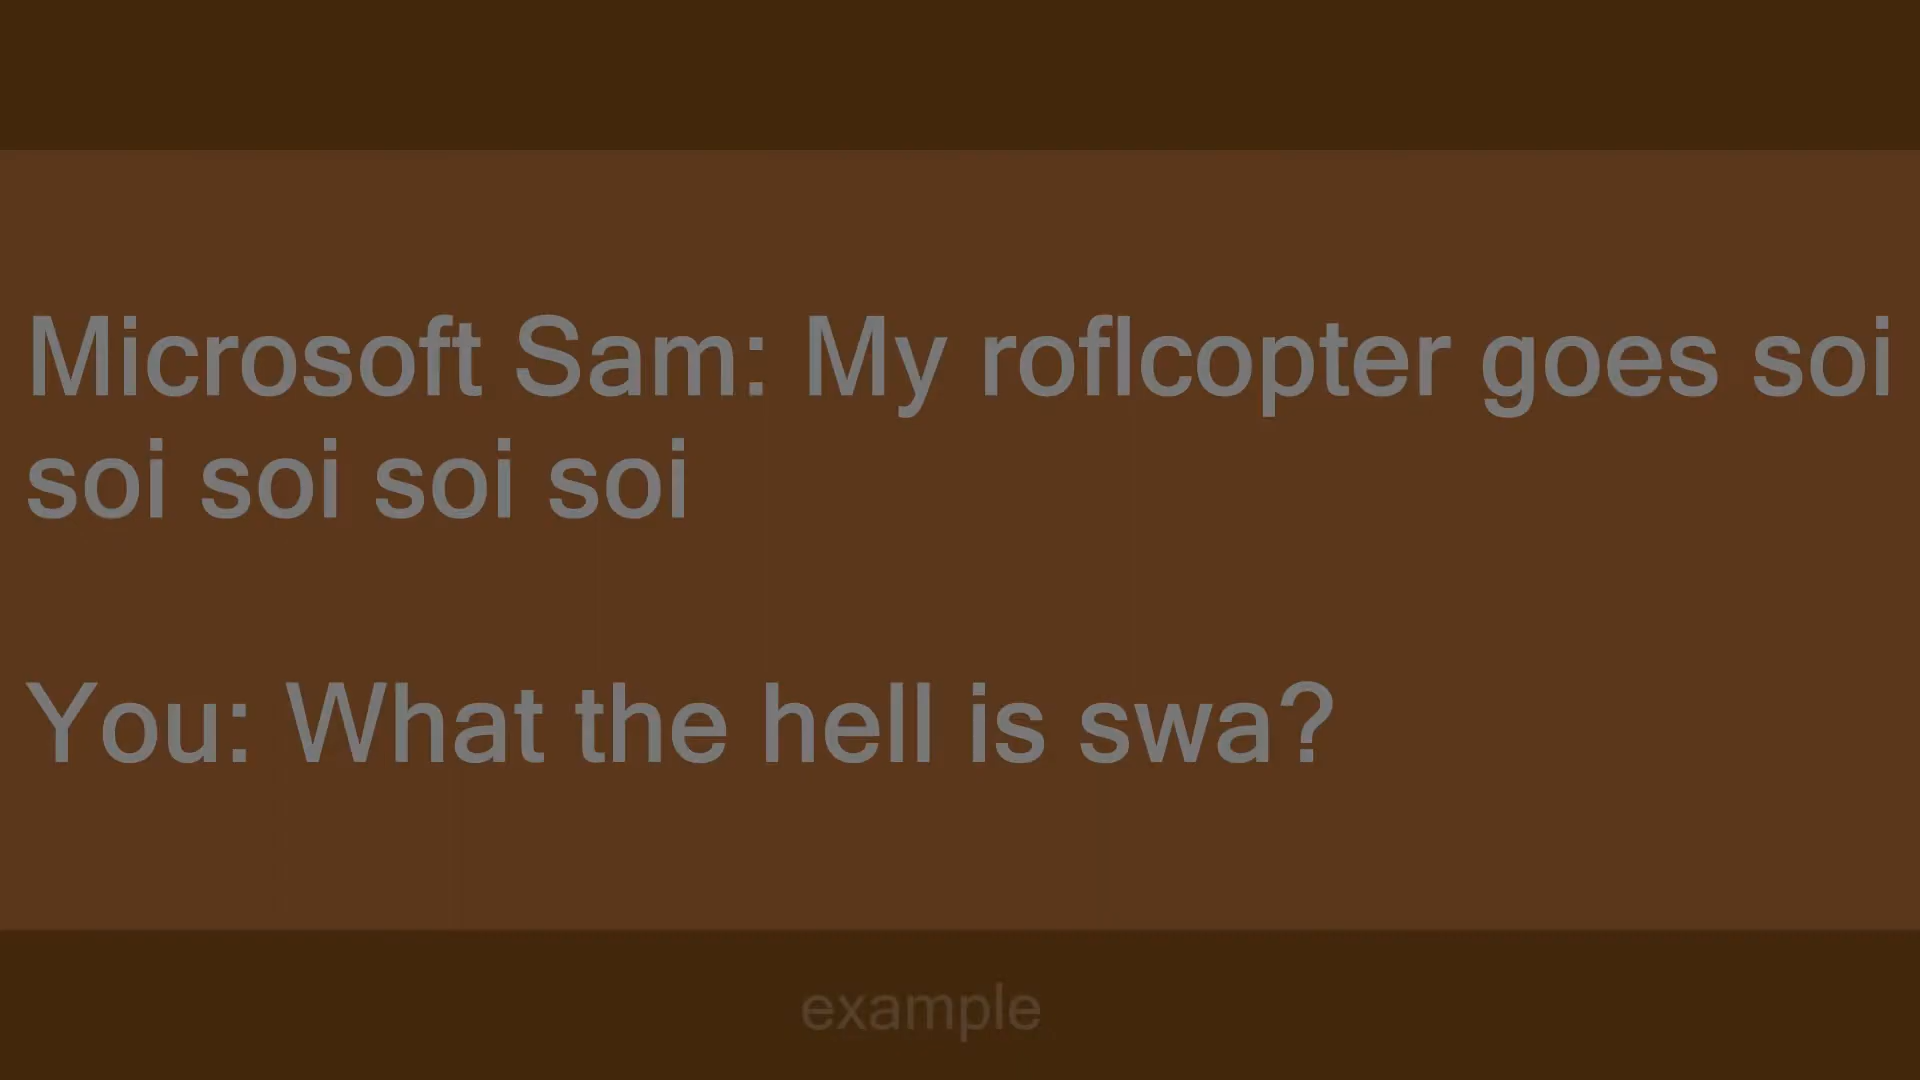 Microsoft Sam: My roflcopter goes soi
soi soi soi soi
You: What the hell is swa?
example